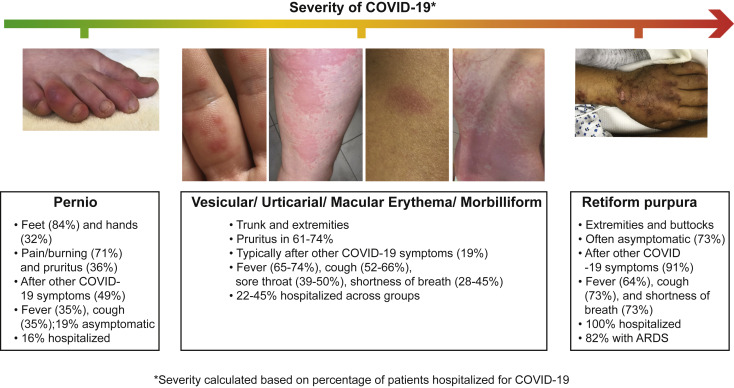 Severity of COVID-19*
Pernio
• Feet (84%) and hands
(32%)
• Pain/burning (71%)
and pruritus (36%)
• After other COVID-
19 symptoms (49%)
• Fever (35%), cough
(35%);19% asymptomatic
• 16% hospitalized
Vesicular/ Urticarial/ Macular Erythema/ Morbilliform
• Trunk and extremities
• Pruritus in 61-74%
• Typically after other COVID-19 symptoms (19%)
• Fever (65-74%), cough (52-66%),
sore throat (39-50%), shortness of breath (28-45%)
• 22-45% hospitalized across groups
Retiform purpura
• Extremities and buttocks
• Often asymptomatic (73%)
• After other COVID
-19 symptoms (91%)
• Fever (64%), cough
(73%), and shortness of
breath (73%)
• 100% hospitalized
• 82% with ARDS
*Severity calculated based on percentage of patients hospitalized for COVID-19